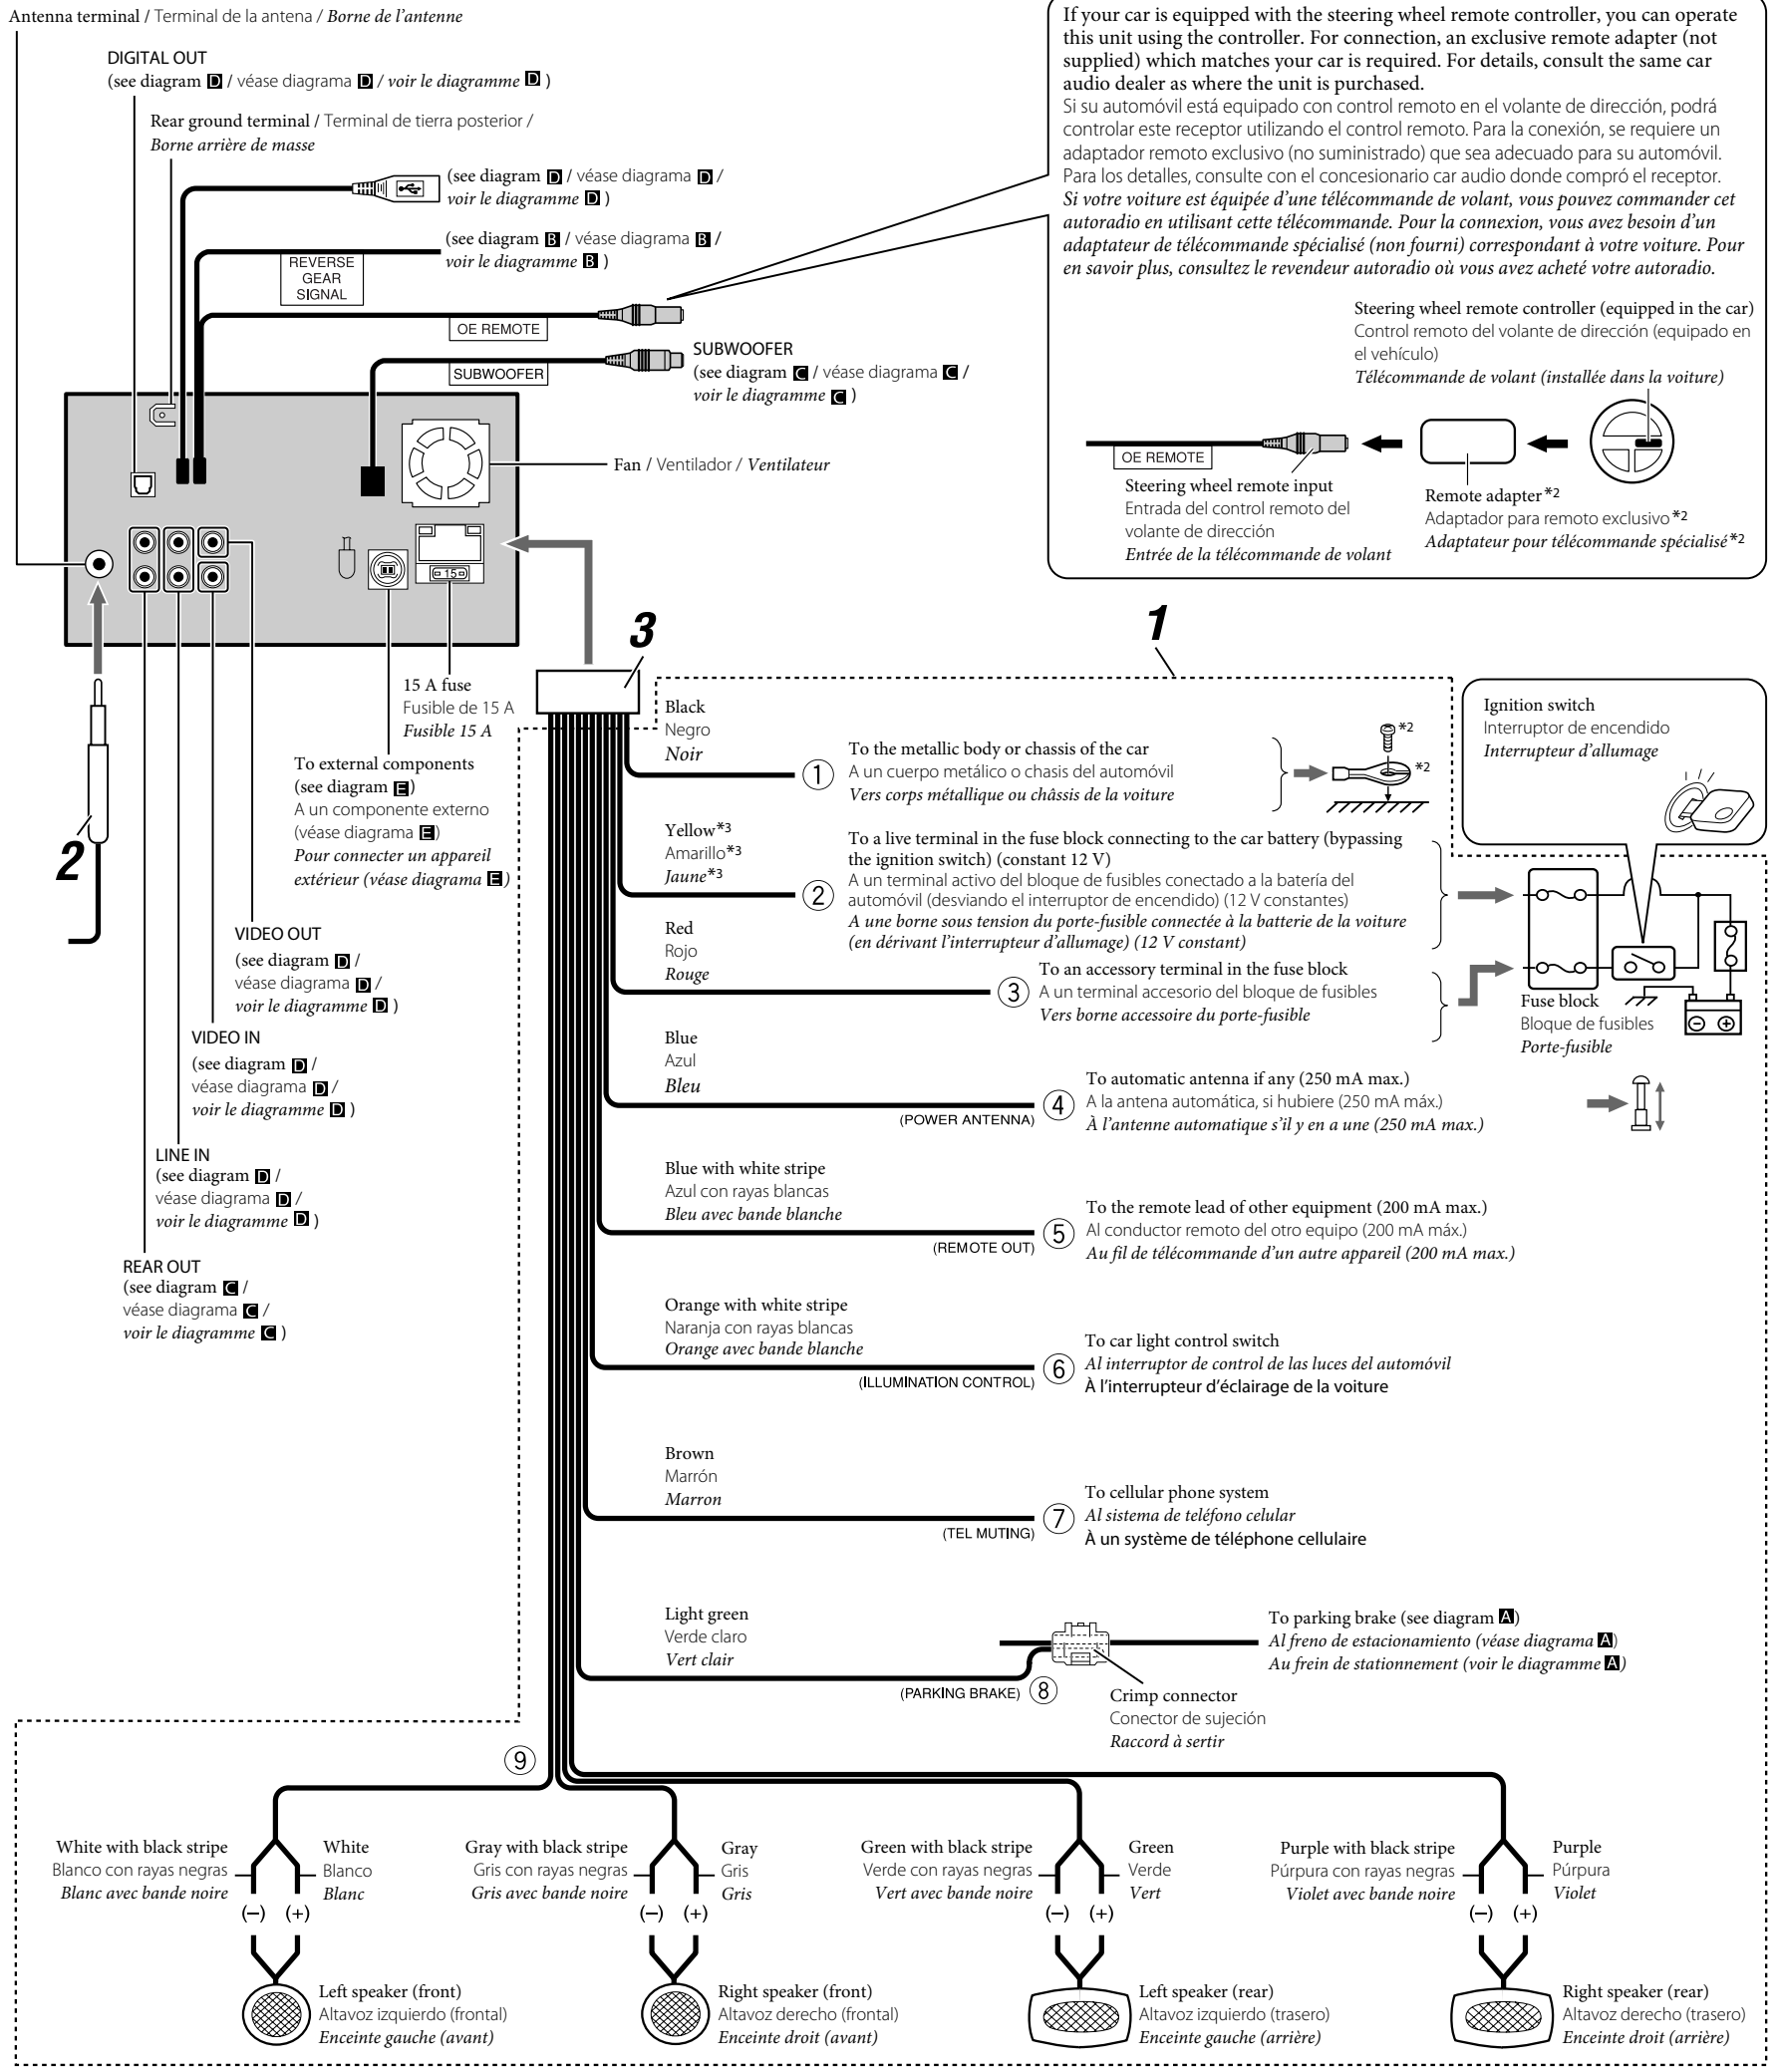 Antenna terminal / Terminal de la antena / Borne de l'antenne
DIGITAL OUT
(see diagram D / véase diagrama D / voir le diagramme D )
Rear ground terminal / Terminal de tierra posterior /
Borne arrière de masse
(see diagram D / véase diagrama D /
voir le diagramme D )
(see diagram B / véase diagrama B /
voir le diagramme B )
REVERSE
GEAR
SIGNAL
OE REMOTE
SUBWOOFER
SUBWOOFER
(see diagram C / véase diagrama C /
voir le diagramme C )
Fan / Ventilador / Ventilateur
If your car is equipped with the steering wheel remote controller, you can operate
this unit using the controller. For connection, an exclusive remote adapter (not
supplied) which matches your car is required. For details, consult the same car
audio dealer as where the unit is purchased.
Si su automóvil está equipado con control remoto en el volante de dirección, podrá
controlar este receptor utilizando el control remoto. Para la conexión, se requiere un
adaptador remoto exclusivo (no suministrado) que sea adecuado para su automóvil.
Para los detalles, consulte con el concesionario car audio donde compró el receptor.
Si votre voiture est équipée d'une télécommande de volant, vous pouvez commander cet
autoradio en utilisant cette télécommande. Pour la connexion, vous avez besoin d'un
adaptateur de télécommande spécialisé (non fourni) correspondant à votre voiture. Pour
en savoir plus, consultez le revendeur autoradio où vous avez acheté votre autoradio.
Steering wheel remote controller (equipped in the car)
Control remoto del volante de dirección (equipado en
el vehículo)
Télécommande de volant (installée dans la voiture)
OE REMOTE
Steering wheel remote input
Entrada del control remoto del
volante de dirección
Entrée de la télécommande de volant
Remote adapter*2
Adaptador para remoto exclusivo*2
Adaptateur pour télécommande spécialisé*2
15
3
1
2
15 A fuse
Fusible de 15 A
Fusible 15 A
To external components
(see diagram E)
A un componente externo
(véase diagrama E)
Pour connecter un appareil
extérieur (véase diagrama E)
VIDEO OUT
(see diagram D /
véase diagrama D /
voir le diagramme D )
VIDEO IN
(see diagram D /
véase diagrama D /
voir le diagramme D )
LINE IN
(see diagram D /
véase diagrama D /
voir le diagramme D )
REAR OUT
(see diagram C /
véase diagrama C /
voir le diagramme C )
Black
Negro
Noir
①
To the metallic body or chassis of the car
A un cuerpo metálico o chasis del automóvil
Vers corps métallique ou châssis de la voiture
*2
*2
Ignition switch
Interruptor de encendido
Interrupteur d'allumage
Yellow*3
Amarillo*3
Jaune*3
②
To a live terminal in the fuse block connecting to the car battery (bypassing
the ignition switch) (constant 12 V)
A un terminal activo del bloque de fusibles conectado a la batería del
automóvil (desviando el interruptor de encendido) (12 V constantes)
A une borne sous tension du porte-fusible connectée à la batterie de la voiture
(en dérivant l'interrupteur d'allumage) (12 V constant)
Red
Rojo
Rouge
③
To an accessory terminal in the fuse block
A un terminal accesorio del bloque de fusibles
Vers borne accessoire du porte-fusible
Fuse block
Bloque de fusibles
Porte-fusible
Blue
Azul
Bleu
(POWER ANTENNA)
④
To automatic antenna if any (250 mA max.)
A la antena automática, si hubiere (250 mA máx.)
À l'antenne automatique s'il y en a une (250 mA max.)
Blue with white stripe
Azul con rayas blancas
Bleu avec bande blanche
(REMOTE OUT)
⑤
To the remote lead of other equipment (200 mA max.)
Al conductor remoto del otro equipo (200 mA máx.)
Au fil de télécommande d'un autre appareil (200 mA max.)
Orange with white stripe
Naranja con rayas blancas
Orange avec bande blanche
(ILLUMINATION CONTROL)
⑥
To car light control switch
Al interruptor de control de las luces del automóvil
À l'interrupteur d'éclairage de la voiture
Brown
Marrón
Marron
(TEL MUTING)
⑦
To cellular phone system
Al sistema de teléfono celular
À un système de téléphone cellulaire
Light green
Verde claro
Vert clair
(PARKING BRAKE)
⑧
To parking brake (see diagram A)
Al freno de estacionamiento (véase diagrama A)
Au frein de stationnement (voir le diagramme A)
Crimp connector
Conector de sujeción
Raccord à sertir
⑨
White with black stripe
Blanco con rayas negras
Blanc avec bande noire
White
Blanco
Blanc
(−) (+)
Left speaker (front)
Altavoz izquierdo (frontal)
Enceinte gauche (avant)
Gray with black stripe
Gris con rayas negras
Gris avec bande noire
Gray
Gris
Gris
(−) (+)
Right speaker (front)
Altavoz derecho (frontal)
Enceinte droit (avant)
Green with black stripe
Verde con rayas negras
Vert avec bande noire
Green
Verde
Vert
(−) (+)
Left speaker (rear)
Altavoz izquierdo (trasero)
Enceinte gauche (arrière)
Purple with black stripe
Púrpura con rayas negras
Violet avec bande noire
Purple
Púrpura
Violet
(−) (+)
Right speaker (rear)
Altavoz derecho (trasero)
Enceinte droit (arrière)